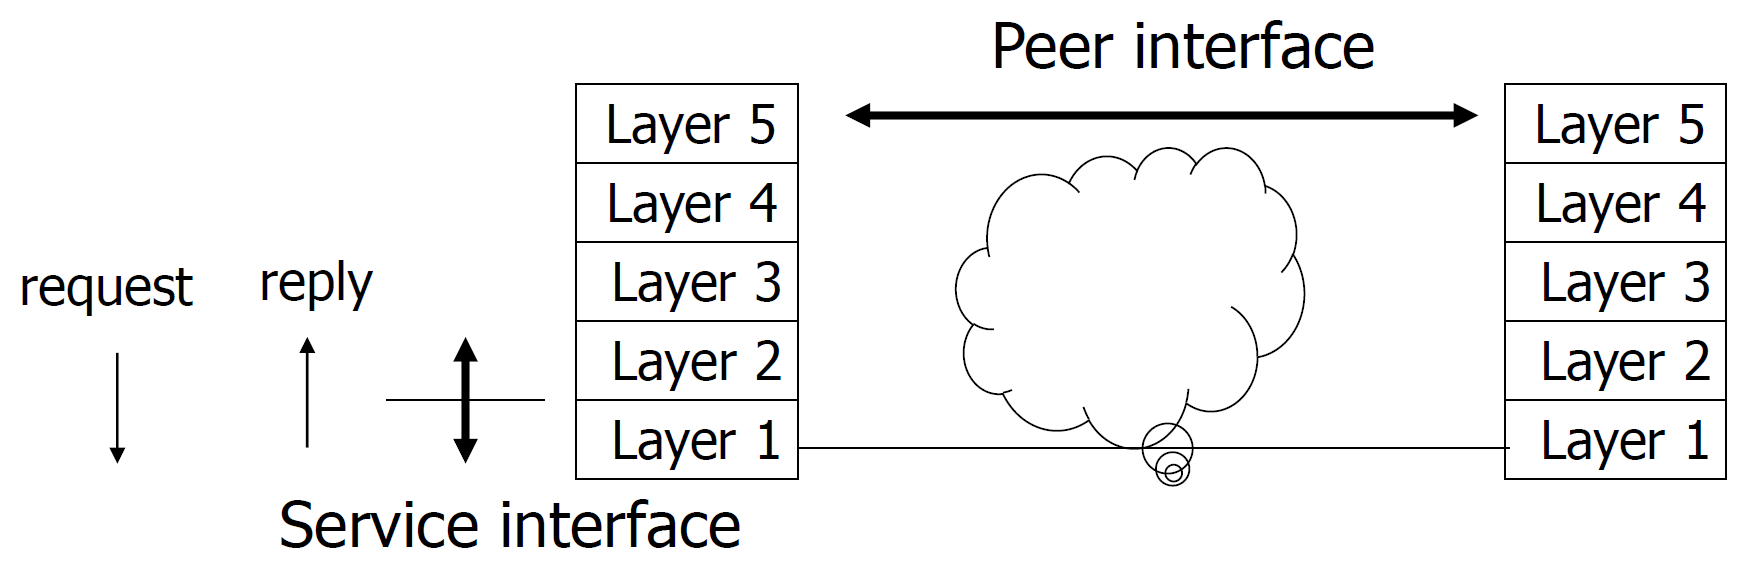 Peer interface
Layer 5
Layer 4
Layer 3
Layer 2
Layer 1
Layer 5
Layer 4
Layer 3
Layer 2
Layer 1
request
reply
Service interface